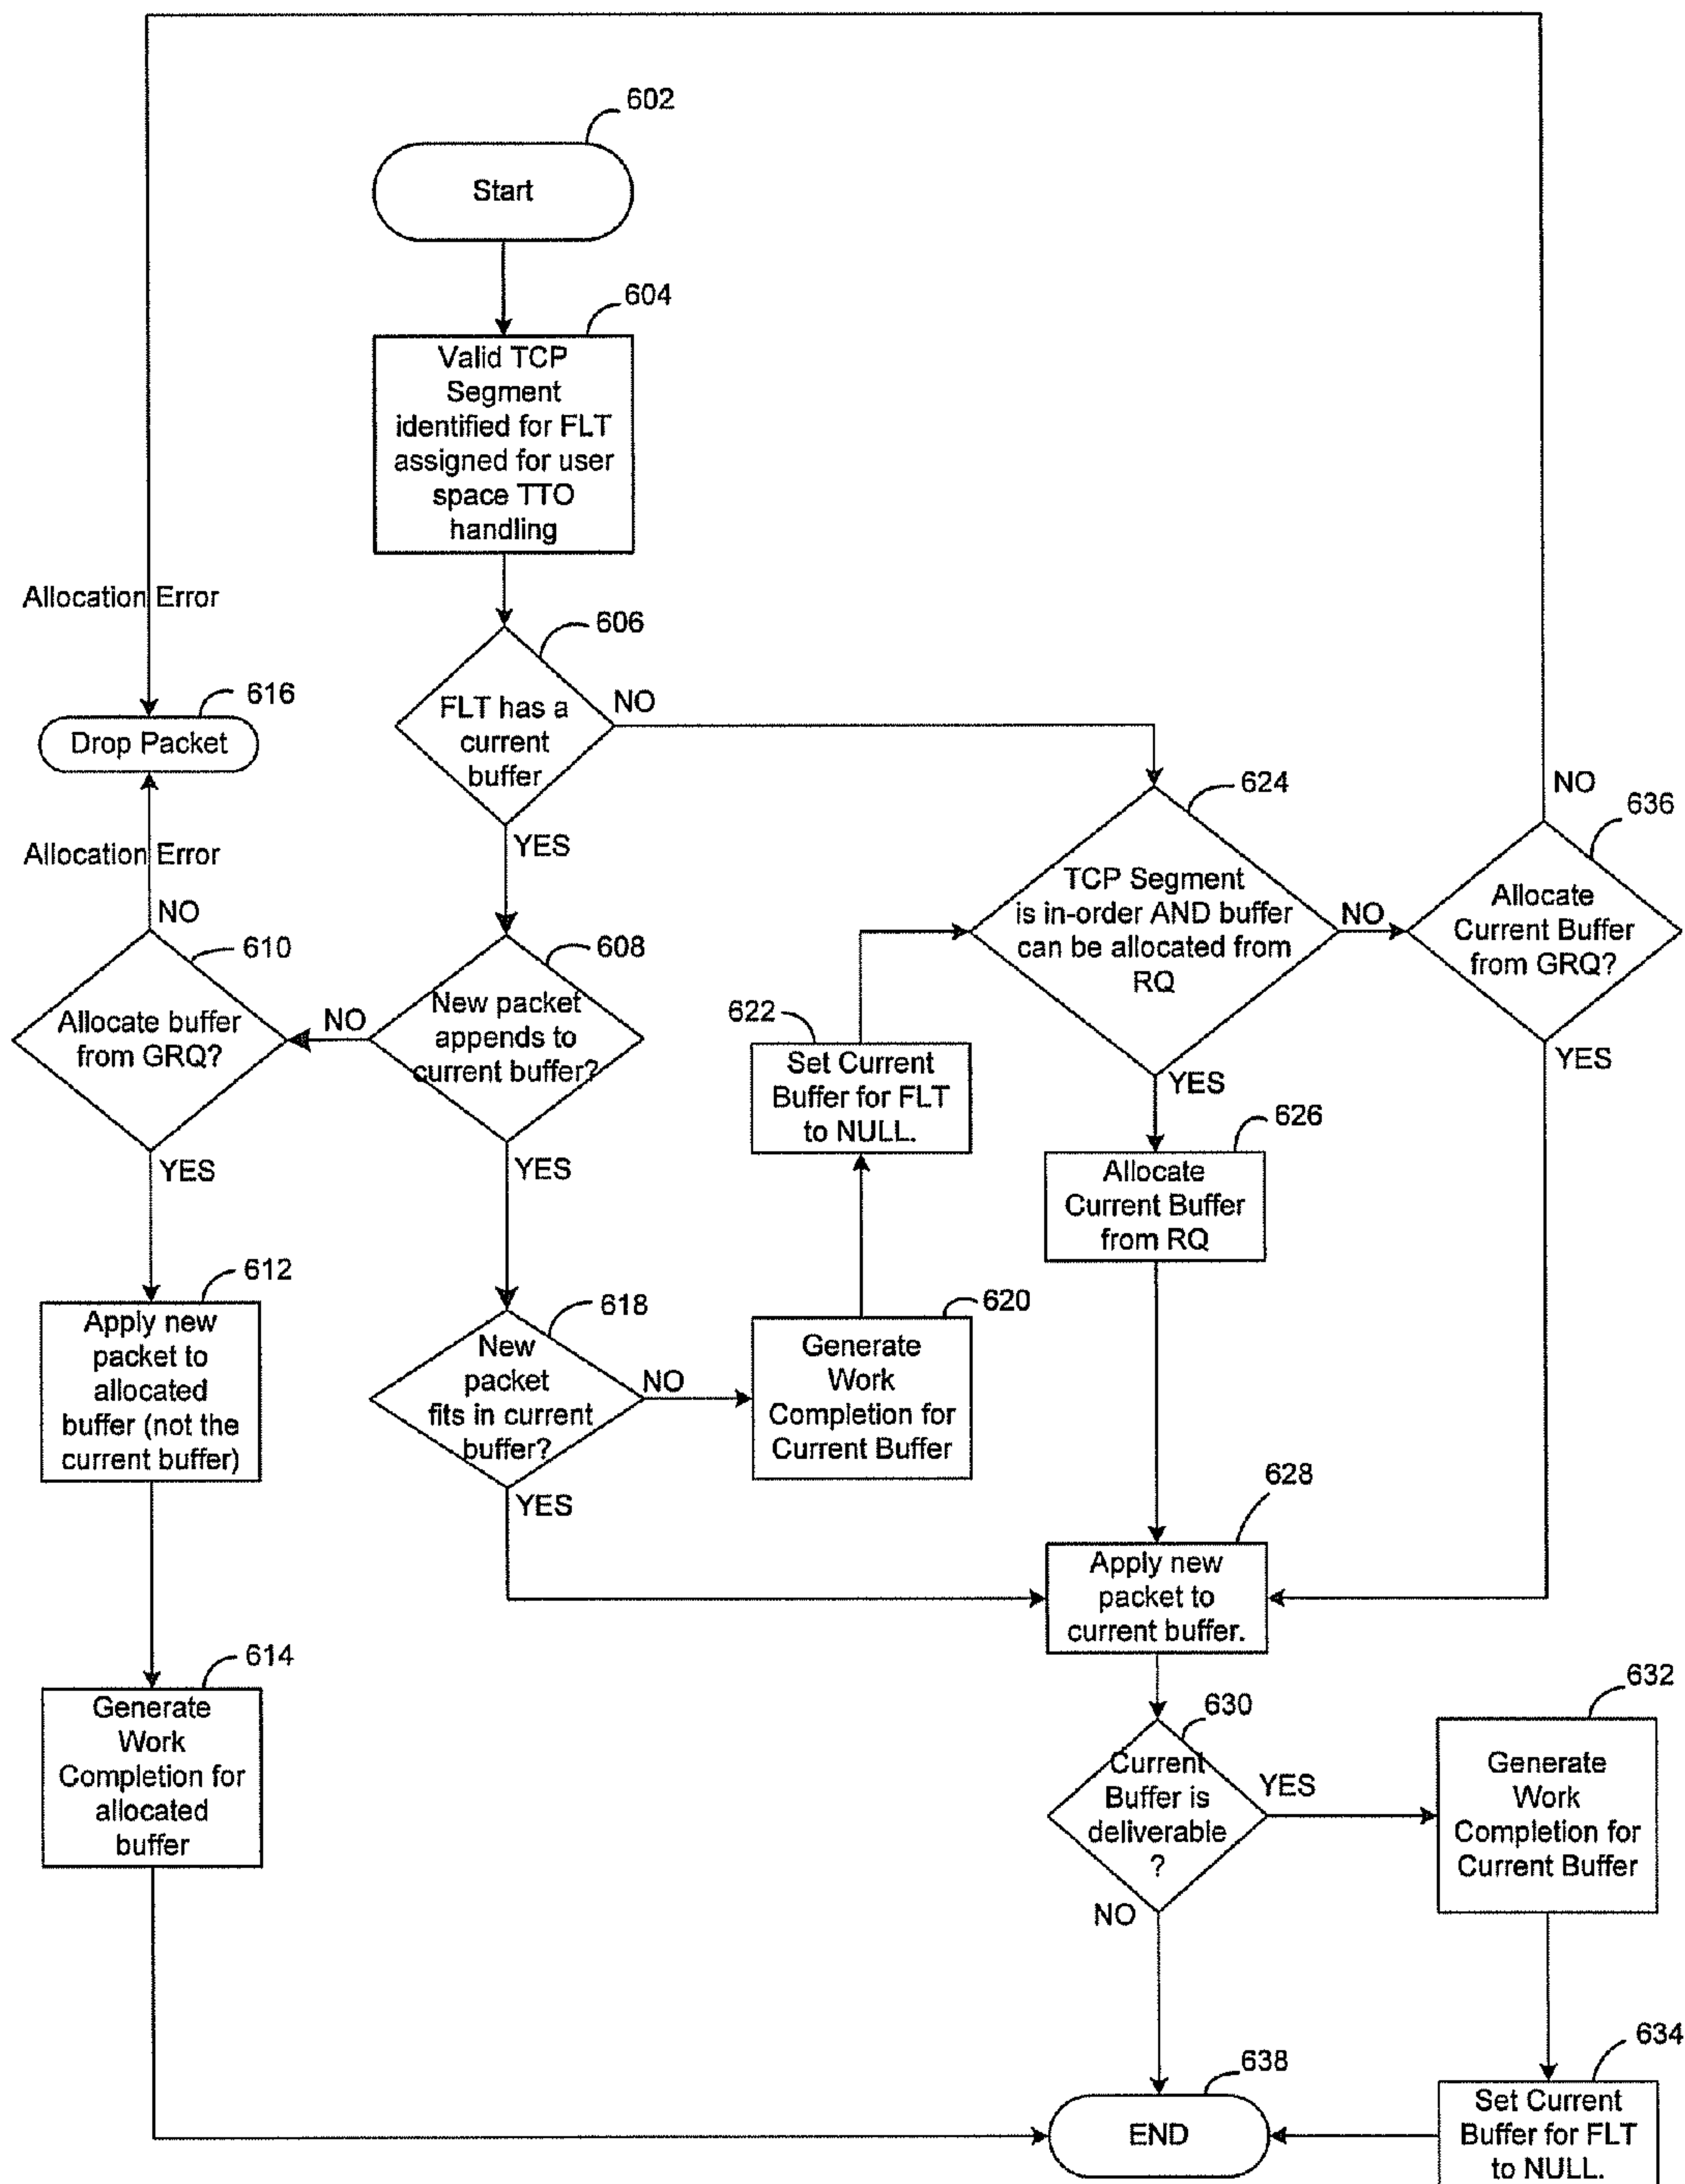 602
Start
604
Valid TCP
Segment
identified for FLT
assigned for user
space TTO
handling
Allocation Error
606
FLT has a
current
buffer
NO
YES
616
Drop Packet
Allocation Error
NO
610
Allocate buffer
from GRQ?
YES
608
New packet
appends to
current buffer?
NO
YES
612
Apply new
packet to
allocated
buffer (not the
current buffer)
614
Generate
Work
Completion for
allocated
buffer
618
New
packet
fits in current
buffer?
NO
YES
620
Generate
Work
Completion for
Current Buffer
622
Set Current
Buffer for FLT
to NULL.
624
TCP Segment
is in-order AND buffer
can be allocated from
RQ
NO
YES
636
Allocate
Current Buffer
from GRQ?
NO
YES
626
Allocate
Current Buffer
from RQ
628
Apply new
packet to
current buffer.
630
Current
Buffer is
deliverable
?
YES
NO
632
Generate
Work
Completion for
Current Buffer
634
Set Current
Buffer for FLT
to NULL.
638
END